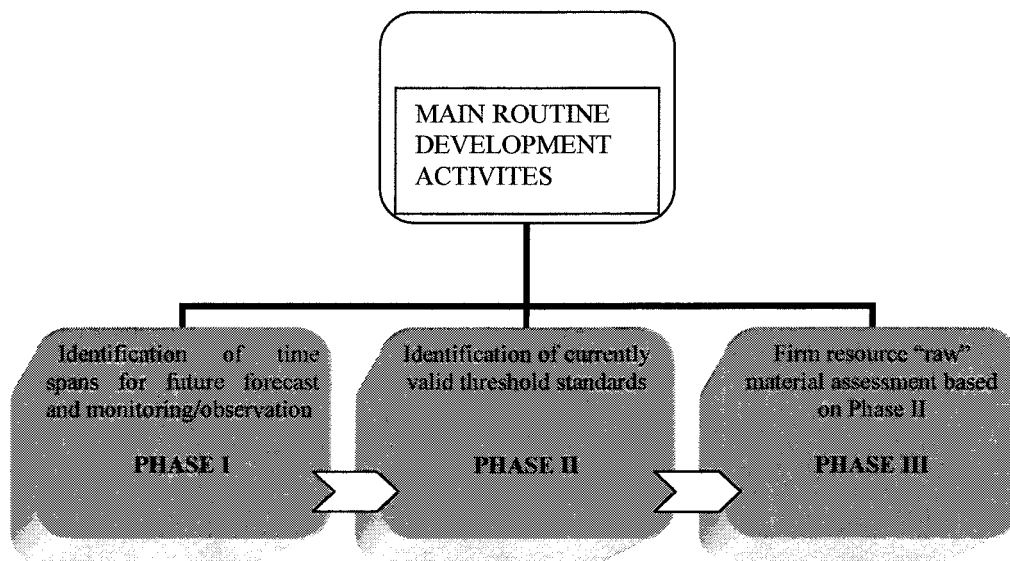 MAIN ROUTINE
DEVELOPMENT
ACTIVITES
Identification of time
spans for future forecast
and monitoring/observation
PHASE I
Identification of currently
valid threshold standards
PHASE II
Firm resource “raw”
material assessment based
on Phase II
PHASE III